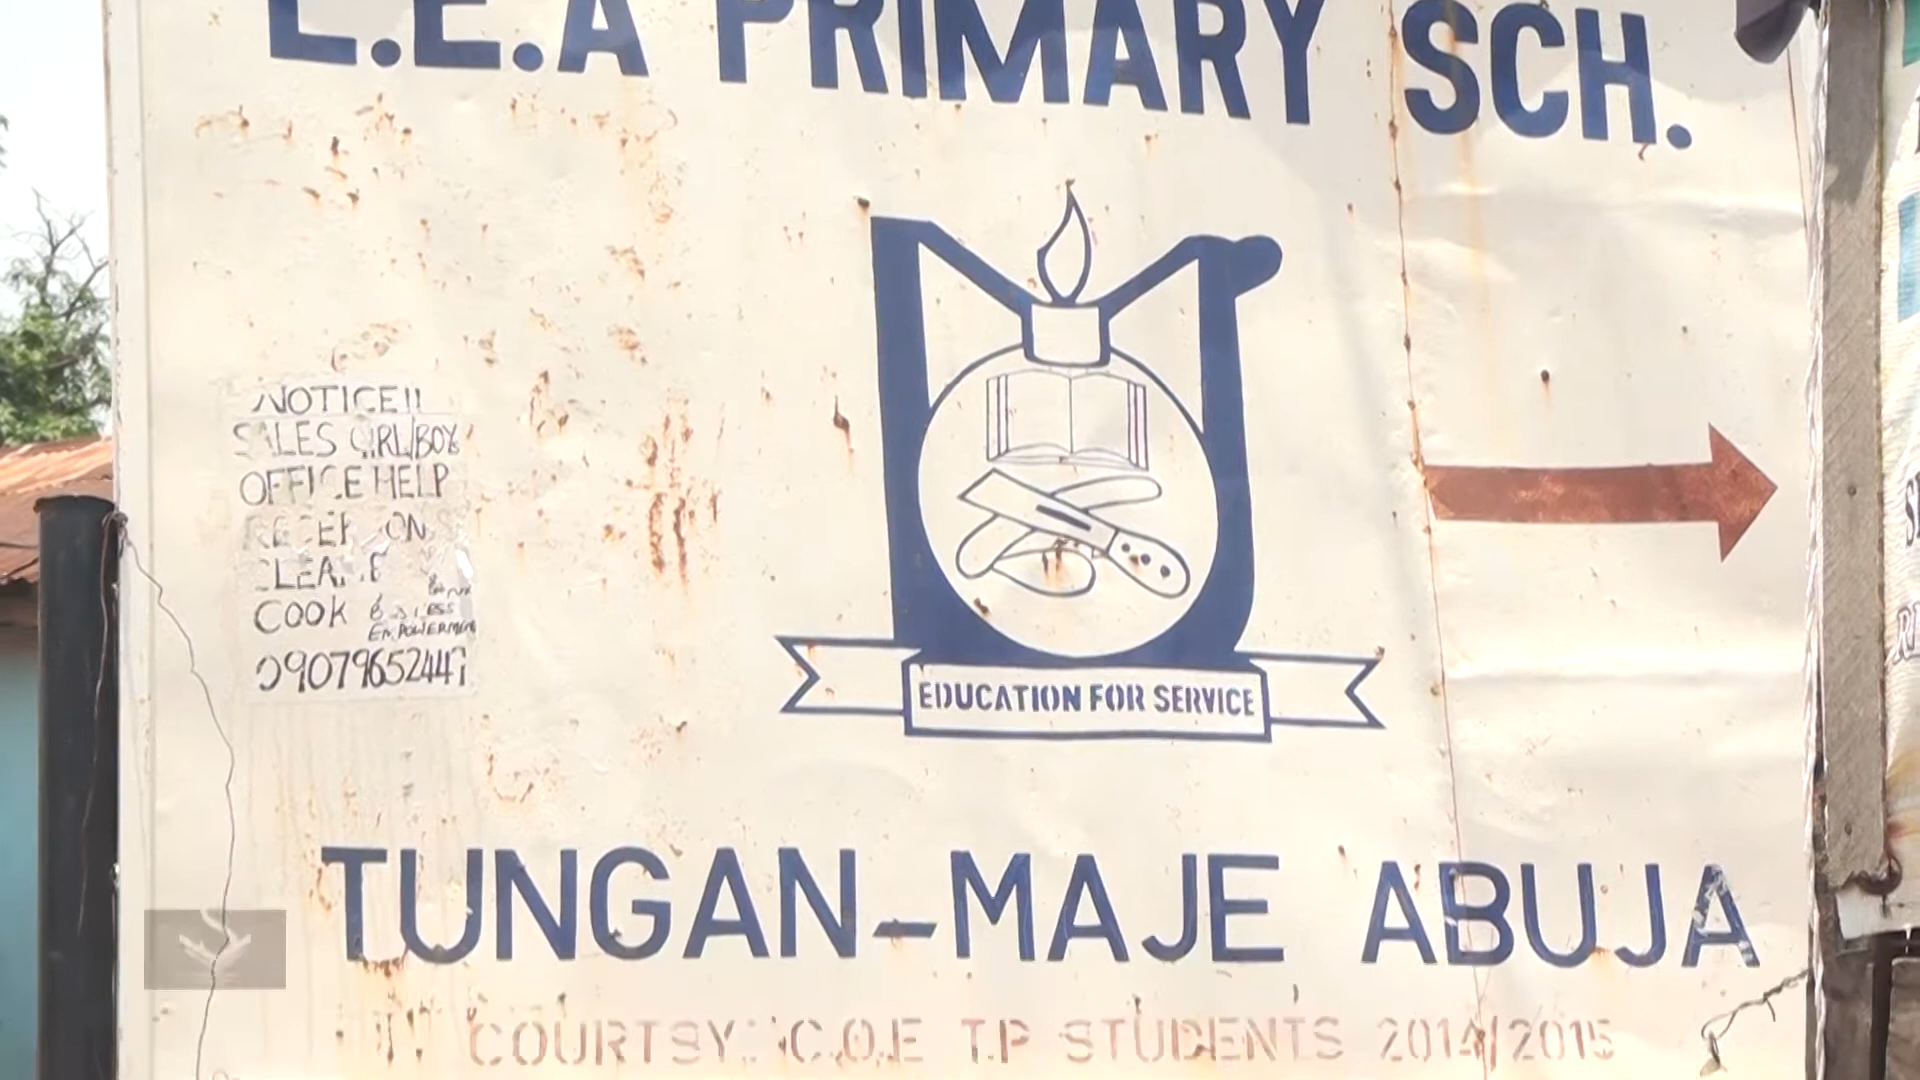 L.E.A PRIMARY SCH.
NOTICE!!
SALES GIRL/BOY
OFFICE HELP
COOK
EMPOWERMENT
09079652447
EDUCATION FOR SERVICE
TUNGAN-MAJE ABUJA
COURTSY: C.O.E T.P STUDENTS 2014/2015